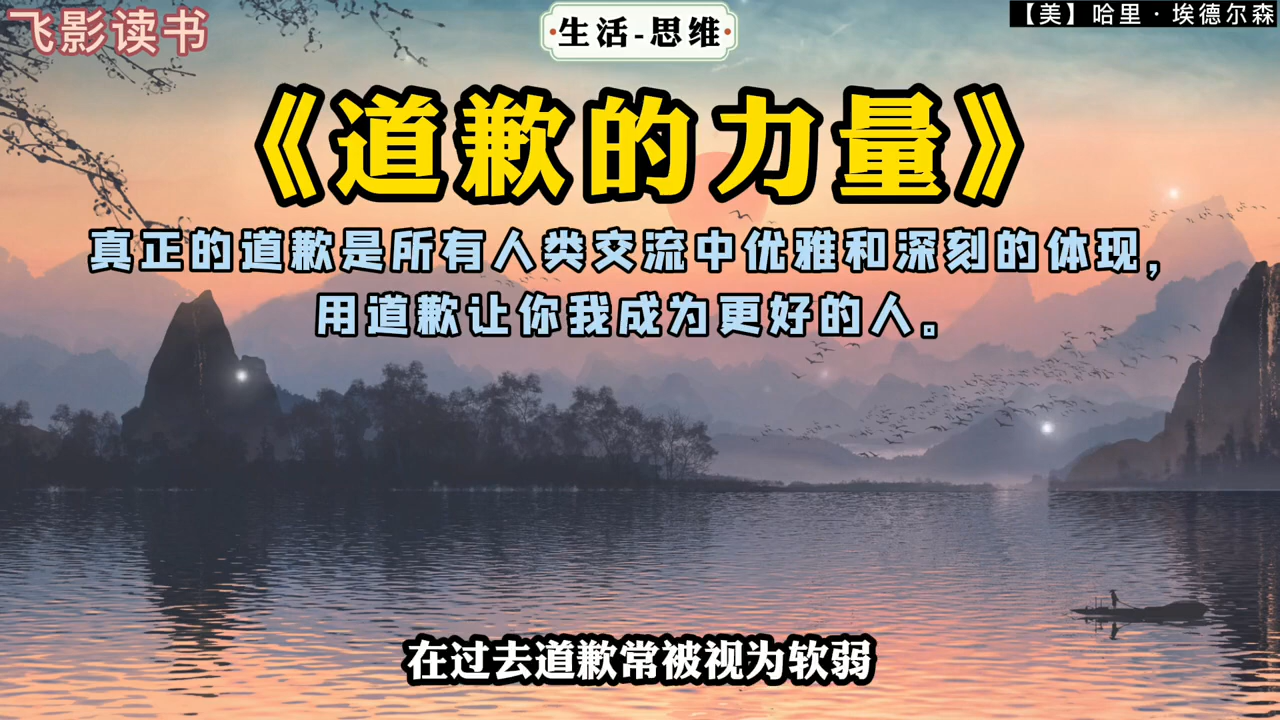 飞影读书
生活-思维
【美】哈里·埃德尔森
《道歉的力量》
真正的道歉是所有人类交流中优雅和深刻的体现，
用道歉让你我成为更好的人。
在过去道歉常被视为软弱